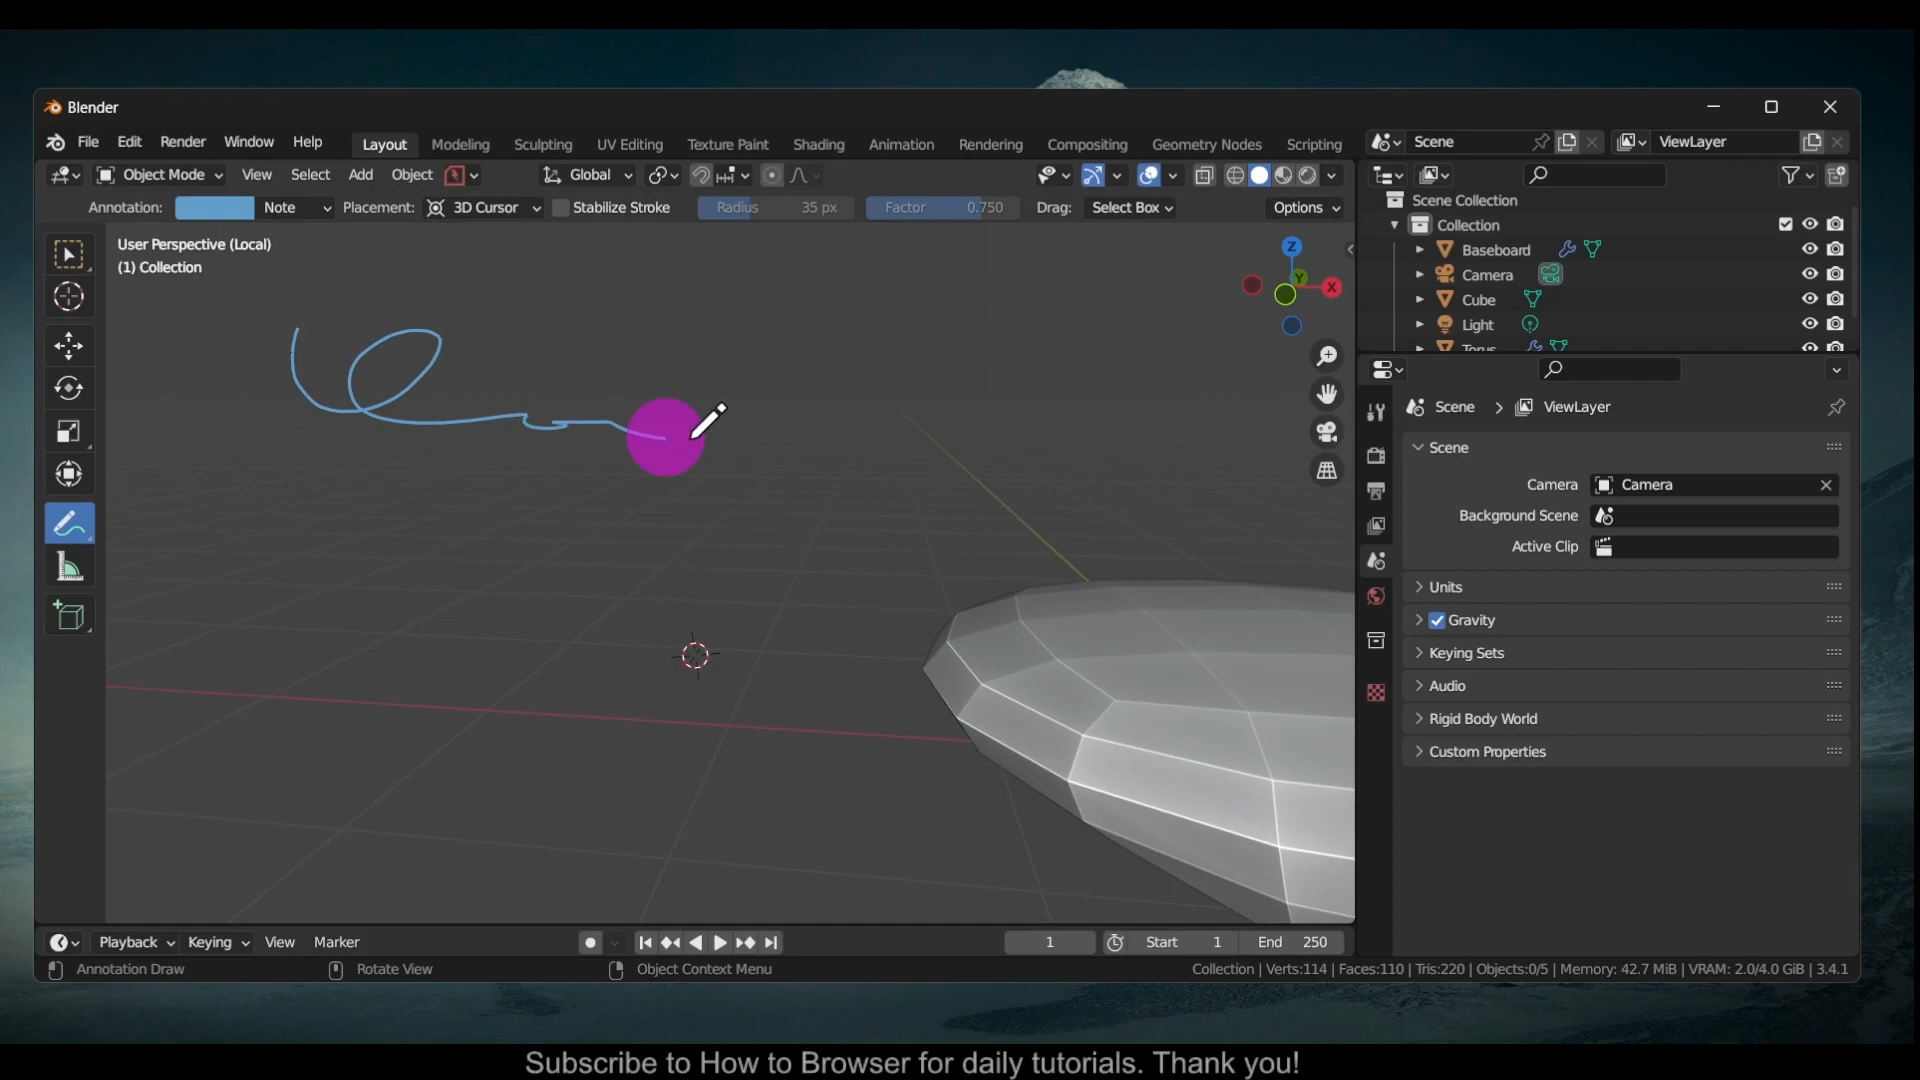 Blender
File Edit Render Window Help Layout Modeling Sculpting UV Editing Texture Paint Shading Animation Rendering Compositing Geometry Nodes Scripting Scene ViewLayer
Object Mode View Select Add Object Global
Annotation: Note Placement: 3D Cursor Stabilize Stroke Radius 35 px Factor 0.750 Drag: Select Box Options
User Perspective (Local)
(1) Collection
Z
Y
X
Scene Collection
Collection
Baseboard
Camera
Cube
Light
Torus
Scene > ViewLayer
Scene
Camera Camera
Background Scene
Active Clip
Units
Gravity
Keying Sets
Audio
Rigid Body World
Custom Properties
Playback Keying View Marker 1 Start 1 End 250
Annotation Draw Rotate View Object Context Menu Collection | Verts:114 | Faces:110 | Tris:220 | Objects:0/5 | Memory: 42.7 MiB | VRAM: 2.0/4.0 GiB | 3.4.1
Subscribe to How to Browser for daily tutorials. Thank you!